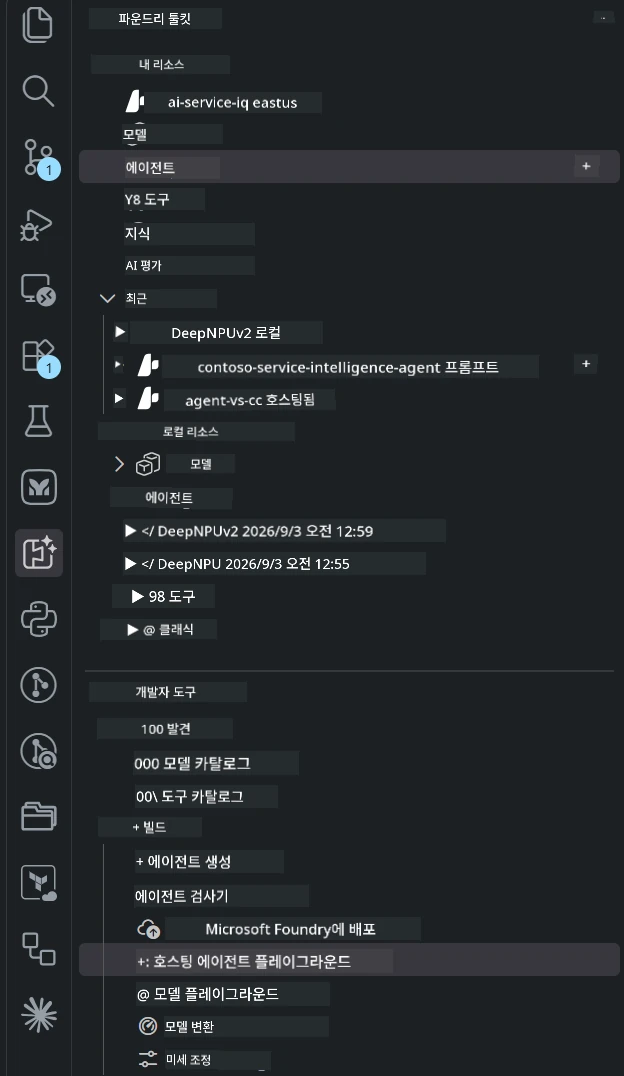 파운드리 툴킷
내 리소스
ai-service-iq eastus
모델
1
에이전트
+
Y8 도구
지식
AI 평가
최근
DeepNPUv2 로컬
1
contoso-service-intelligence-agent 프롬프트
+
agent-vs-cc 호스팅됨
로컬 리소스
모델
에이전트
</ DeepNPUv2 2026/9/3 오전 12:59
</ DeepNPU 2026/9/3 오전 12:55
98 도구
@ 클래식
개발자 도구
100 발견
000 모델 카탈로그
00\ 도구 카탈로그
+ 빌드
+ 에이전트 생성
에이전트 검사기
Microsoft Foundry에 배포
+: 호스팅 에이전트 플레이그라운드
@ 모델 플레이그라운드
모델 변환
미세 조정